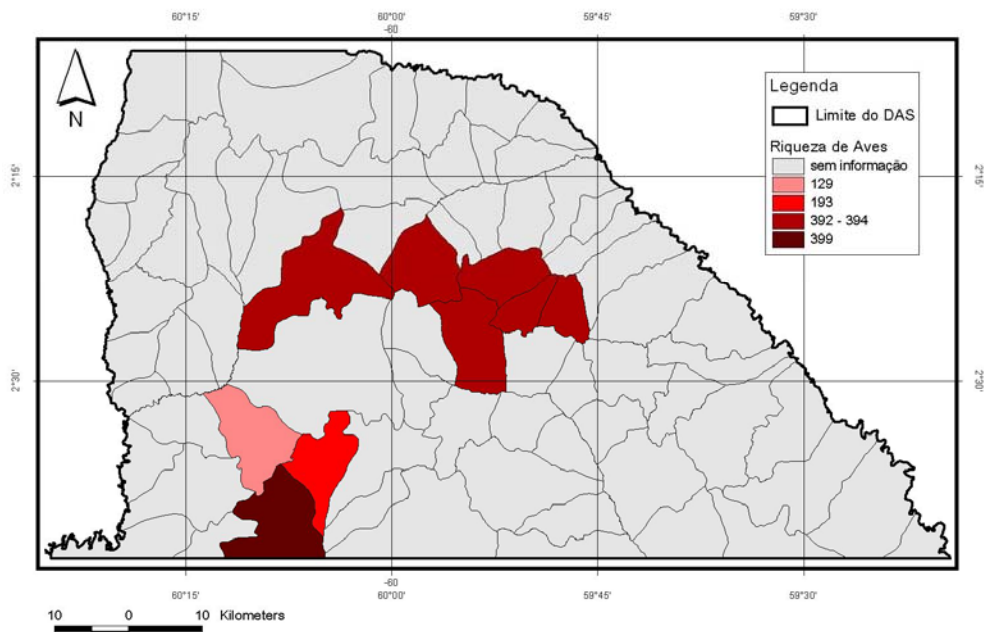 60°15' 60°00' 59°45' 59°30'
-60
N
Legenda
Limite do DAS
Riqueza de Aves
sem informação
129
193
392 - 394
399
2°15' 2°15'
2°30' 2°30'
-60
60°15' 60°00' 59°45' 59°30'
10 0 10 Kilometers